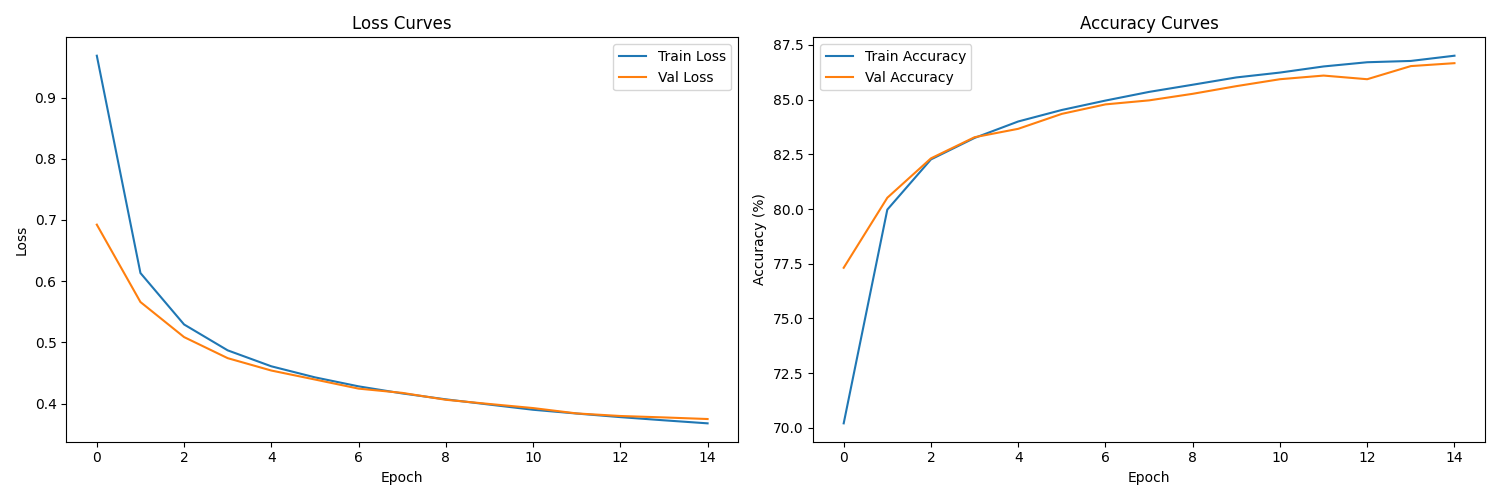 Loss Curves
Train Loss
Val Loss
0.9
0.8
0.7
0.6
0.5
0.4
Loss
0 2 4 6 8 10 12 14
Epoch
Accuracy Curves
Train Accuracy
Val Accuracy
87.5
85.0
82.5
80.0
77.5
75.0
72.5
70.0
Accuracy (%)
0 2 4 6 8 10 12 14
Epoch